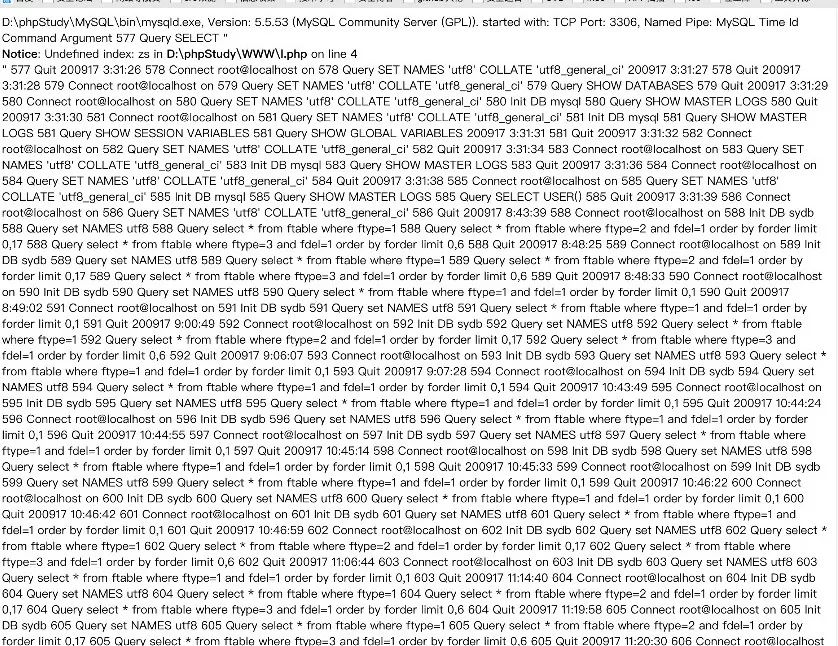 D:\phpStudy\MySQL\bin\mysqld.exe, Version: 5.5.53 (MySQL Community Server (GPL)). started with: TCP Port: 3306, Named Pipe: MySQL Time Id
Command Argument 577 Query SELECT "
Notice: Undefined index: zs in D:\phpStudy\WWW\l.php on line 4
" 577 Quit 200917 3:31:26 578 Connect root@localhost on 578 Query SET NAMES 'utf8' COLLATE 'utf8_general_ci' 200917 3:31:27 578 Quit 200917
3:31:28 579 Connect root@localhost on 579 Query SET NAMES 'utf8' COLLATE 'utf8_general_ci' 579 Query SHOW DATABASES 579 Quit 200917 3:31:29
580 Connect root@localhost on 580 Query SET NAMES 'utf8' COLLATE 'utf8_general_ci' 580 Init DB mysql 580 Query SHOW MASTER LOGS 580 Quit
200917 3:31:30 581 Connect root@localhost on 581 Query SET NAMES 'utf8' COLLATE 'utf8_general_ci' 581 Init DB mysql 581 Query SHOW MASTER
LOGS 581 Query SHOW SESSION VARIABLES 581 Query SHOW GLOBAL VARIABLES 200917 3:31:31 581 Quit 200917 3:31:32 582 Connect
root@localhost on 582 Query SET NAMES 'utf8' COLLATE 'utf8_general_ci' 582 Quit 200917 3:31:34 583 Connect root@localhost on 583 Query SET
NAMES 'utf8' COLLATE 'utf8_general_ci' 583 Init DB mysql 583 Query SHOW MASTER LOGS 583 Quit 200917 3:31:36 584 Connect root@localhost on
584 Query SET NAMES 'utf8' COLLATE 'utf8_general_ci' 584 Quit 200917 3:31:38 585 Connect root@localhost on 585 Query SET NAMES 'utf8'
COLLATE 'utf8_general_ci' 585 Init DB mysql 585 Query SHOW MASTER LOGS 585 Query SELECT USER() 585 Quit 200917 3:31:39 586 Connect
root@localhost on 586 Query SET NAMES 'utf8' COLLATE 'utf8_general_ci' 586 Quit 200917 8:43:39 588 Connect root@localhost on 588 Init DB sydb
588 Query set NAMES utf8 588 Query select * from ftable where ftype=1 588 Query select * from ftable where ftype=2 and fdel=1 order by forder limit
0,17 588 Query select * from ftable where ftype=3 and fdel=1 order by forder limit 0,6 588 Quit 200917 8:48:25 589 Connect root@localhost on 589 Init
DB sydb 589 Query set NAMES utf8 589 Query select * from ftable where ftype=1 589 Query select * from ftable where ftype=2 and fdel=1 order by
forder limit 0,17 589 Query select * from ftable where ftype=3 and fdel=1 order by forder limit 0,6 589 Quit 200917 8:48:33 590 Connect root@localhost
on 590 Init DB sydb 590 Query set NAMES utf8 590 Query select * from ftable where ftype=1 and fdel=1 order by forder limit 0,1 590 Quit 200917
8:49:02 591 Connect root@localhost on 591 Init DB sydb 591 Query set NAMES utf8 591 Query select * from ftable where ftype=1 and fdel=1 order by
forder limit 0,1 591 Quit 200917 9:00:49 592 Connect root@localhost on 592 Init DB sydb 592 Query set NAMES utf8 592 Query select * from ftable
where ftype=1 592 Query select * from ftable where ftype=2 and fdel=1 order by forder limit 0,17 592 Query select * from ftable where ftype=3 and
fdel=1 order by forder limit 0,6 592 Quit 200917 9:06:07 593 Connect root@localhost on 593 Init DB sydb 593 Query set NAMES utf8 593 Query select *
from ftable where ftype=1 and fdel=1 order by forder limit 0,1 593 Quit 200917 9:07:28 594 Connect root@localhost on 594 Init DB sydb 594 Query set
NAMES utf8 594 Query select * from ftable where ftype=1 and fdel=1 order by forder limit 0,1 594 Quit 200917 10:43:49 595 Connect root@localhost on
595 Init DB sydb 595 Query set NAMES utf8 595 Query select * from ftable where ftype=1 and fdel=1 order by forder limit 0,1 595 Quit 200917 10:44:24
596 Connect root@localhost on 596 Init DB sydb 596 Query set NAMES utf8 596 Query select * from ftable where ftype=1 and fdel=1 order by forder
limit 0,1 596 Quit 200917 10:44:55 597 Connect root@localhost on 597 Init DB sydb 597 Query set NAMES utf8 597 Query select * from ftable where
ftype=1 and fdel=1 order by forder limit 0,1 597 Quit 200917 10:45:14 598 Connect root@localhost on 598 Init DB sydb 598 Query set NAMES utf8 598
Query select * from ftable where ftype=1 and fdel=1 order by forder limit 0,1 598 Quit 200917 10:45:33 599 Connect root@localhost on 599 Init DB sydb
599 Query set NAMES utf8 599 Query select * from ftable where ftype=1 and fdel=1 order by forder limit 0,1 599 Quit 200917 10:46:22 600 Connect
root@localhost on 600 Init DB sydb 600 Query set NAMES utf8 600 Query select * from ftable where ftype=1 and fdel=1 order by forder limit 0,1 600
Quit 200917 10:46:42 601 Connect root@localhost on 601 Init DB sydb 601 Query set NAMES utf8 601 Query select * from ftable where ftype=1 and
fdel=1 order by forder limit 0,1 601 Quit 200917 10:46:59 602 Connect root@localhost on 602 Init DB sydb 602 Query set NAMES utf8 602 Query select *
from ftable where ftype=1 602 Query select * from ftable where ftype=2 and fdel=1 order by forder limit 0,17 602 Query select * from ftable where
ftype=3 and fdel=1 order by forder limit 0,6 602 Quit 200917 11:06:44 603 Connect root@localhost on 603 Init DB sydb 603 Query set NAMES utf8 603
Query select * from ftable where ftype=1 and fdel=1 order by forder limit 0,1 603 Quit 200917 11:14:40 604 Connect root@localhost on 604 Init DB sydb
604 Query set NAMES utf8 604 Query select * from ftable where ftype=1 604 Query select * from ftable where ftype=2 and fdel=1 order by forder limit
0,17 604 Query select * from ftable where ftype=3 and fdel=1 order by forder limit 0,6 604 Quit 200917 11:19:58 605 Connect root@localhost on 605 Init
DB sydb 605 Query set NAMES utf8 605 Query select * from ftable where ftype=1 605 Query select * from ftable where ftype=2 and fdel=1 order by
forder limit 0,17 605 Query select * from ftable where ftype=3 and fdel=1 order by forder limit 0,6 605 Quit 200917 11:20:30 606 Connect root@localhost